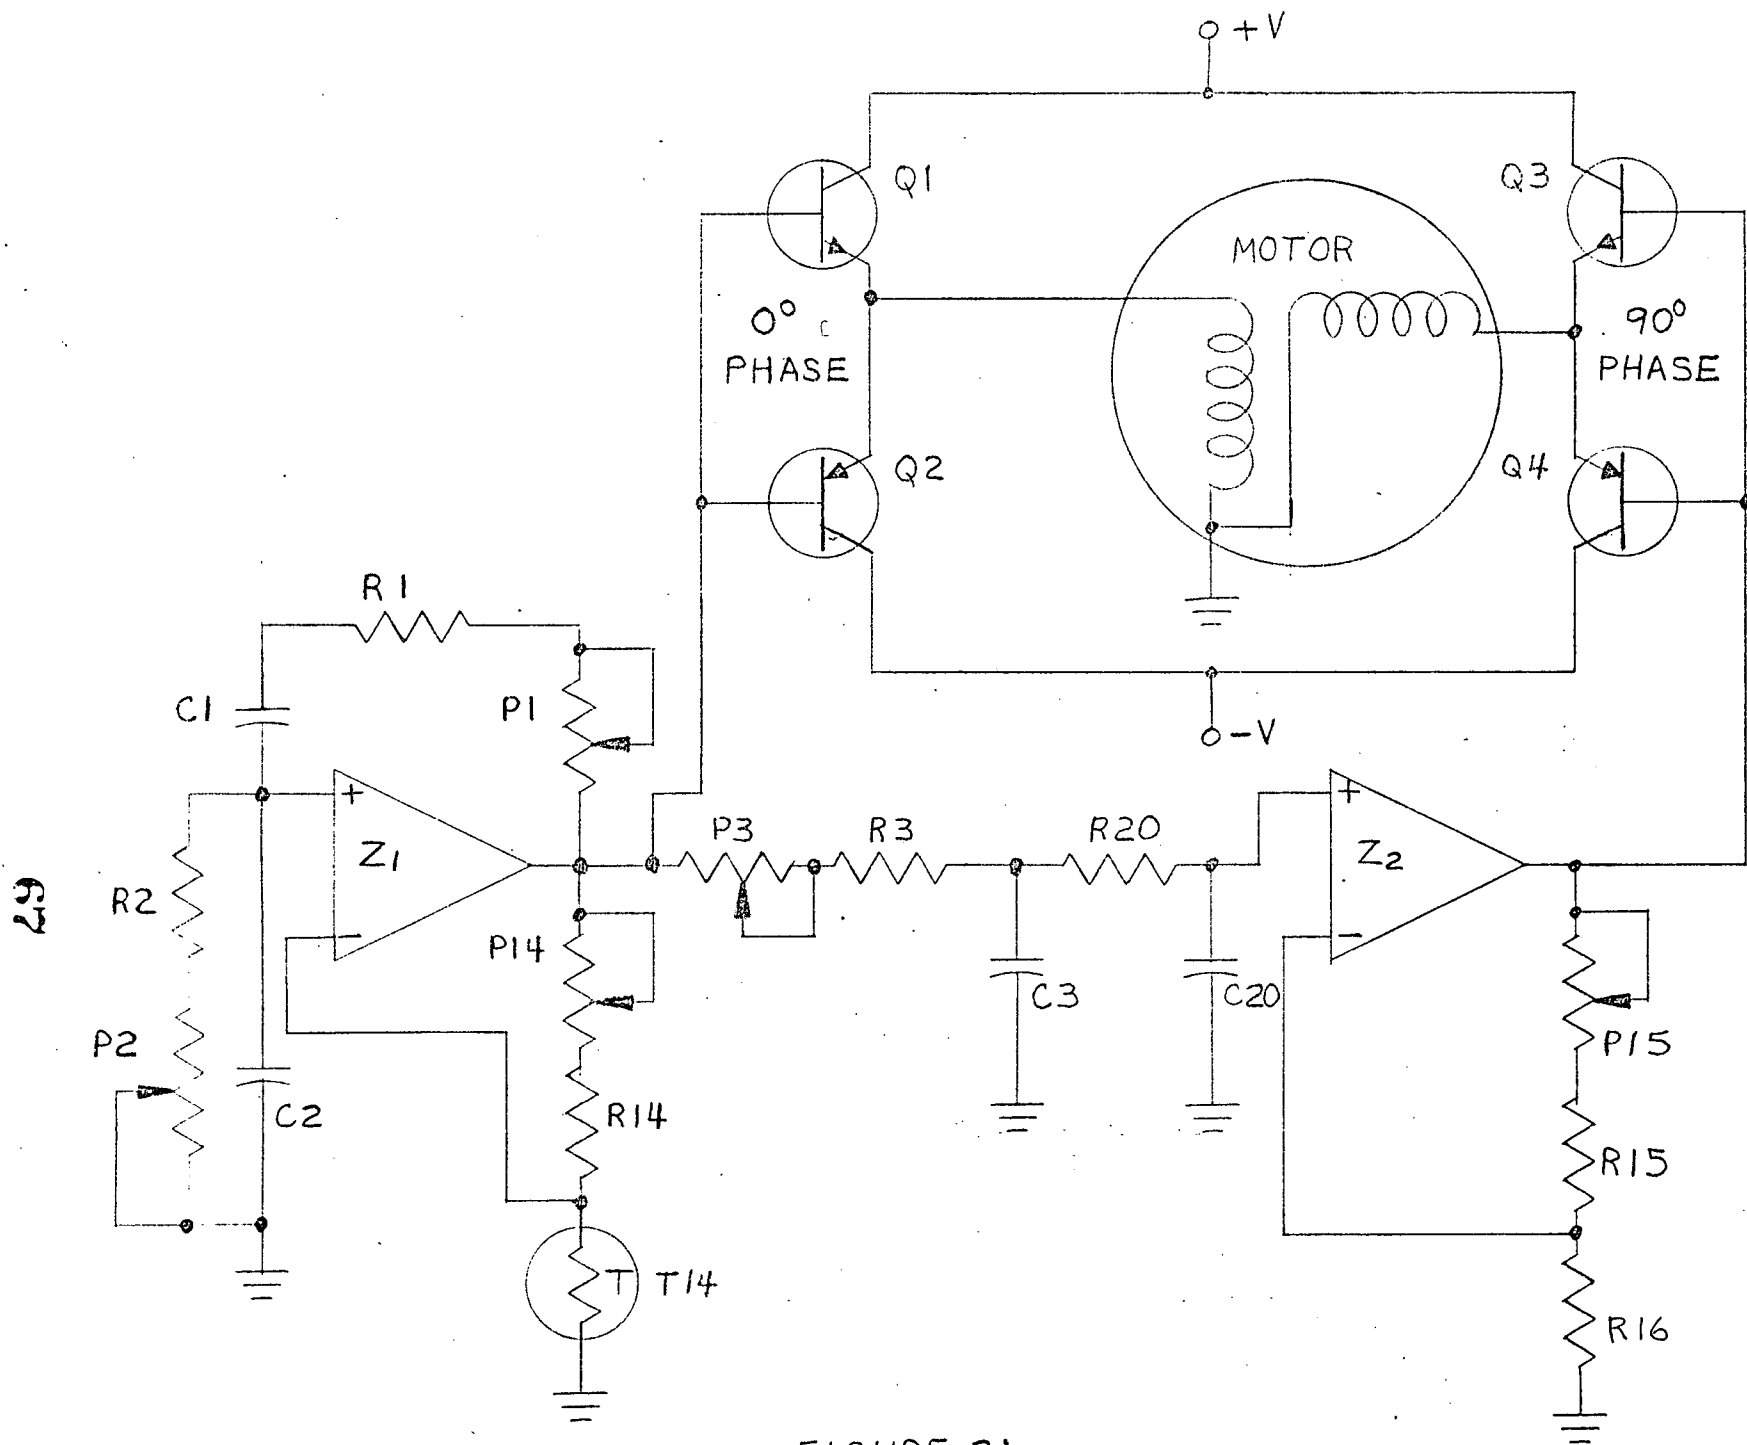 +V
Q1
Q3
MOTOR
0°
PHASE
90°
PHASE
Q2
Q4
R1
C1
P1
-V
+
Z1
P3
R3
R20
+
Z2
R2
-
P14
-
C3
C20
P2
P15
C2
R14
R15
T
T14
R16
67